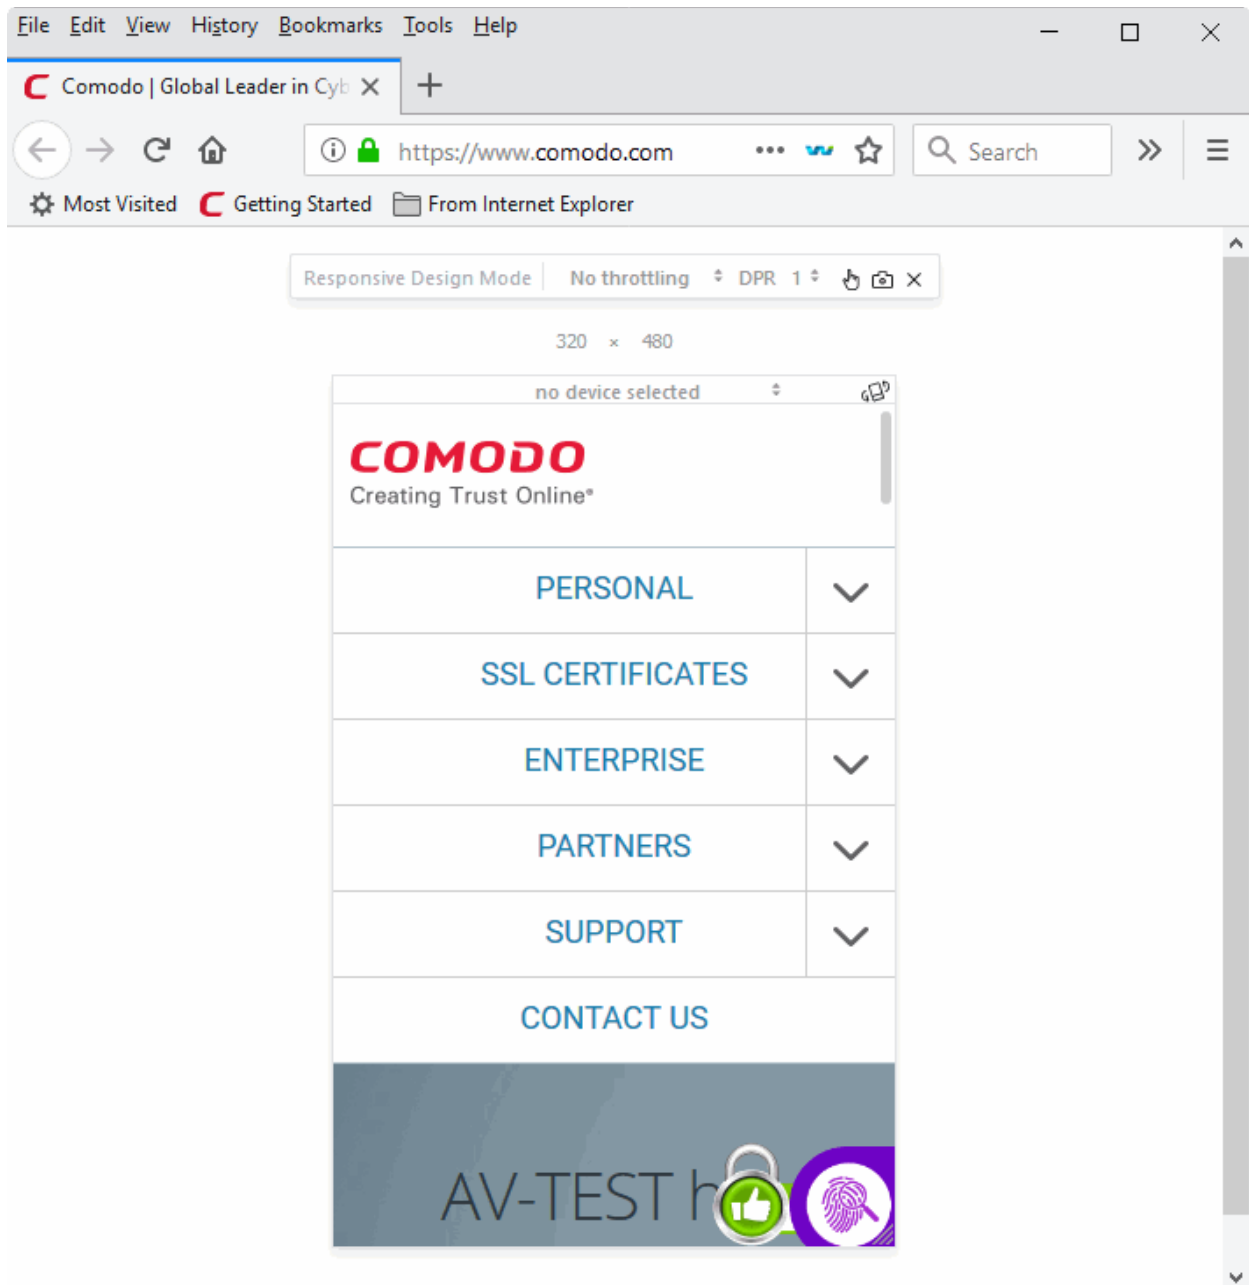 File Edit View History Bookmarks Tools Help
Comodo | Global Leader in Cyb
https://www.comodo.com Search
Most Visited Getting Started From Internet Explorer
Responsive Design Mode No throttling DPR 1
320 × 480
no device selected
COMODO
Creating Trust Online®
PERSONAL
SSL CERTIFICATES
ENTERPRISE
PARTNERS
SUPPORT
CONTACT US
AV-TEST h